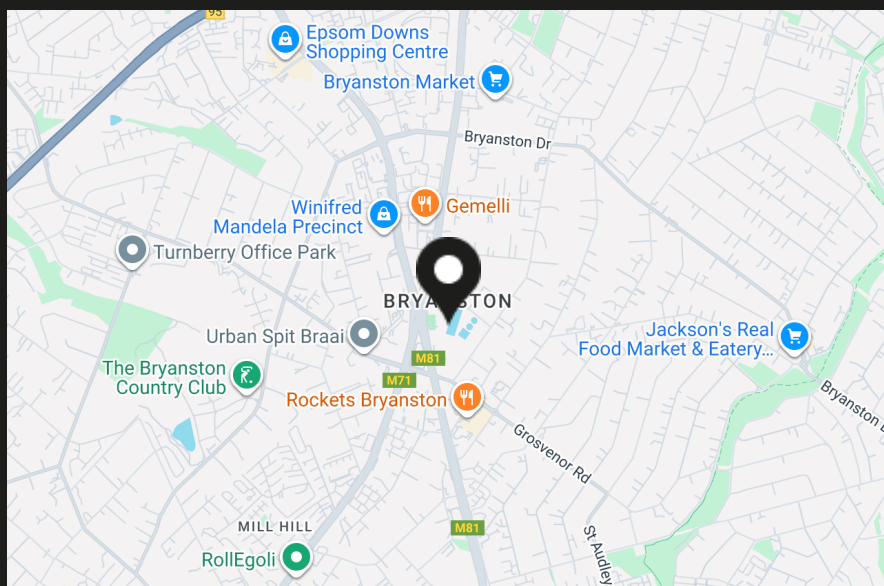 95
Epsom Downs
Shopping Centre
Bryanston Market
Bryanston Dr
Winifred
Mandela Precinct
Gemelli
Turnberry Office Park
BRYANSTON
Urban Spit Braai
Jackson's Real
Food Market & Eatery...
M81
The Bryanston
Country Club
M71
Rockets Bryanston
Bryanston
Grosvenor Rd
MILL HILL
M81
St Audley
RollEgoli